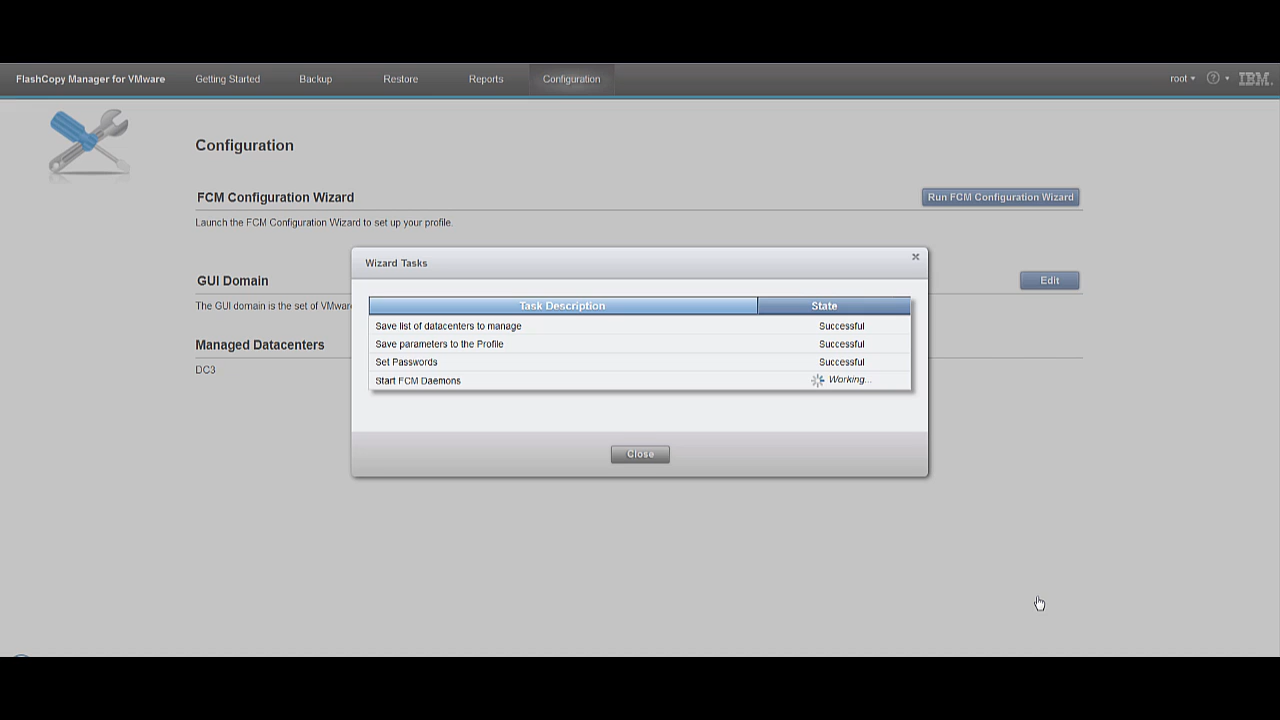 FlashCopy Manager for VMware Getting Started Backup Restore Reports Configuration root ? IBM.
Configuration
FCM Configuration Wizard Run FCM Configuration Wizard
Launch the FCM Configuration Wizard to set up your profile.
Wizard Tasks
GUI Domain Edit
The GUI domain is the set of VMwar
Task Description State
Save list of datacenters to manage Successful
Managed Datacenters
Save parameters to the Profile Successful
Set Passwords Successful
DC3
Start FCM Daemons Working...
Close